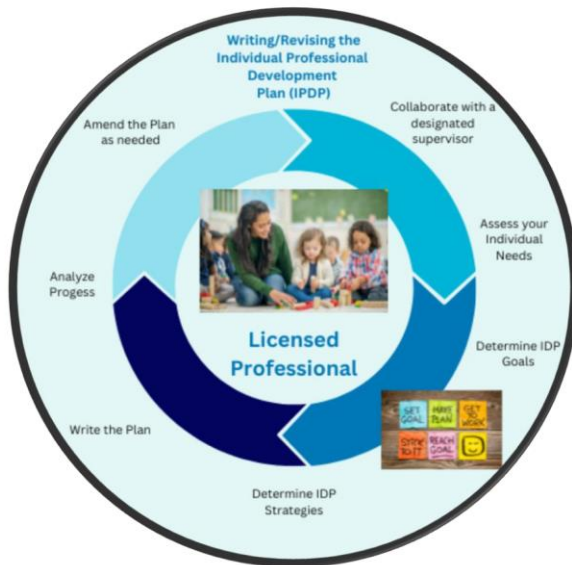 Writing/Revising the
Individual Professional
Development
Plan (IPDP)
Collaborate with a
designated
supervisor
Assess your
Individual
Needs
Determine IDP
Goals
Determine IDP
Strategies
Write the Plan
Analyze
Progess
Amend the Plan
as needed
Licensed
Professional
SET
GOAL
MAKE
PLAN
GET
TO
WORK
STICK
TO IT
REACH
GOAL